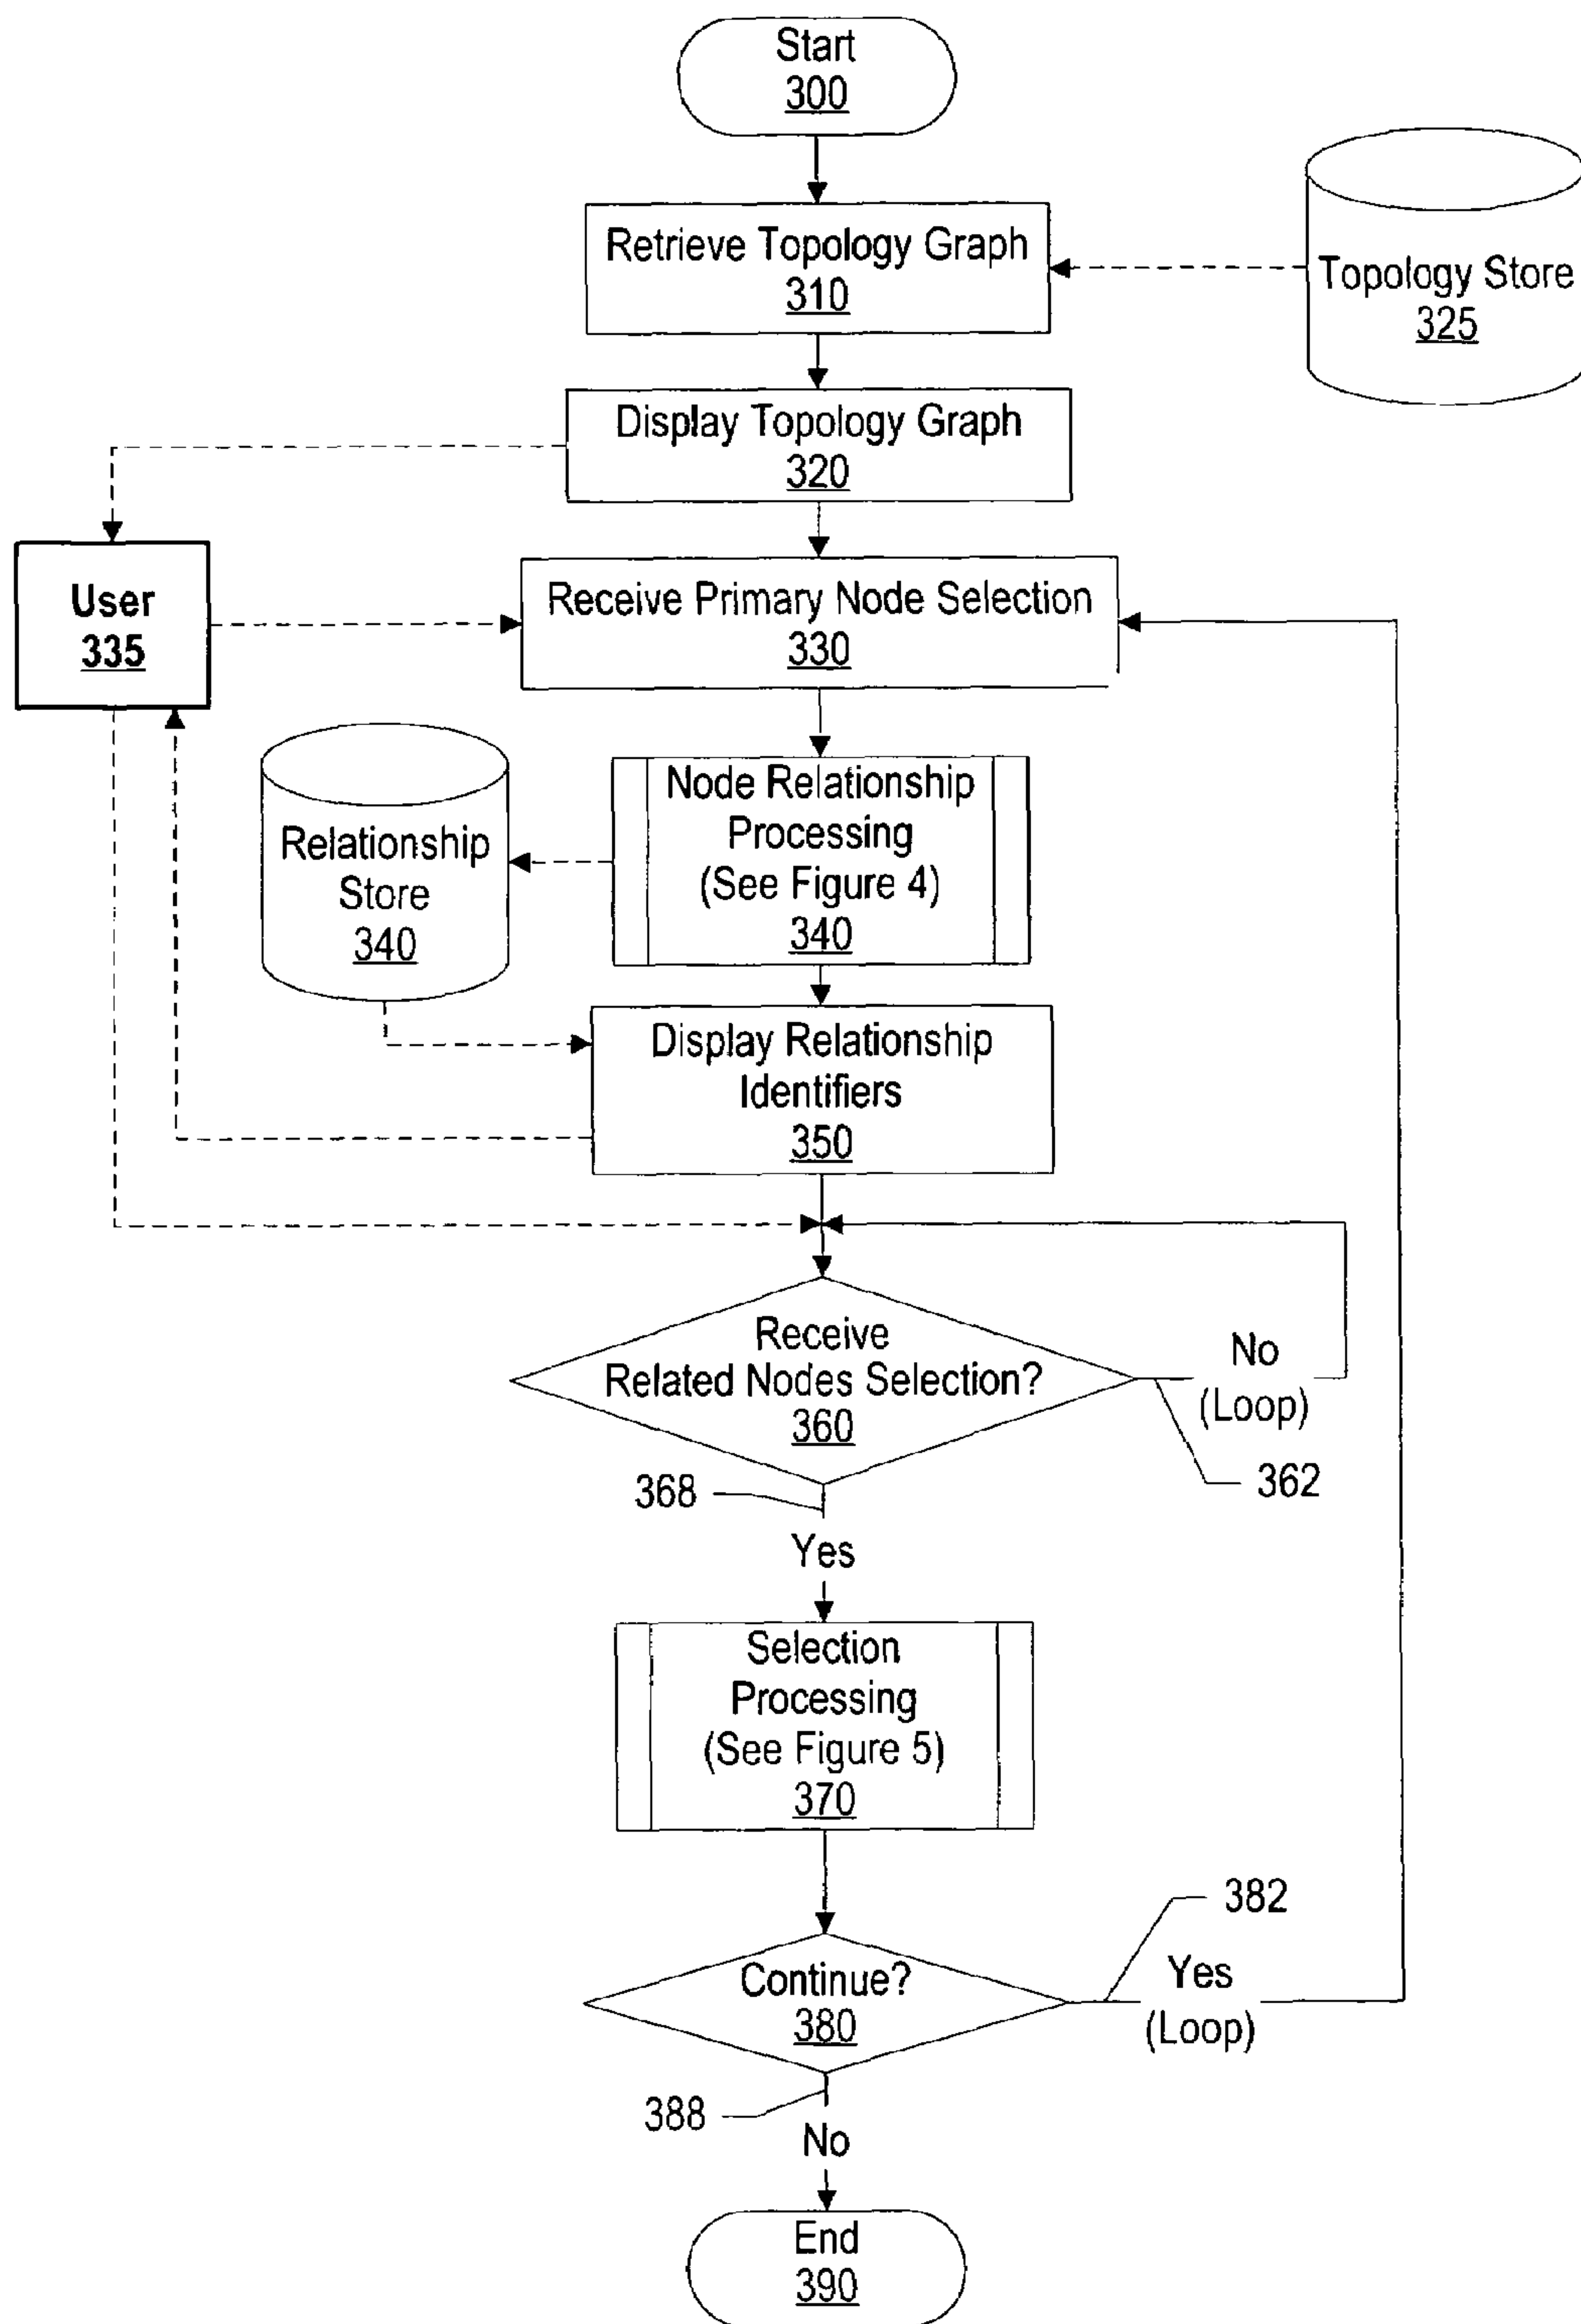 Start
300
Retrieve Topology Graph
310
Topology Store
325
Display Topology Graph
320
User
335
Receive Primary Node Selection
330
Node Relationship
Processing
(See Figure 4)
340
Relationship
Store
340
Display Relationship
Identifiers
350
Receive
Related Nodes Selection?
360
No
(Loop)
362
368
Yes
Selection
Processing
(See Figure 5)
370
382
Continue?
380
Yes
(Loop)
388
No
End
390